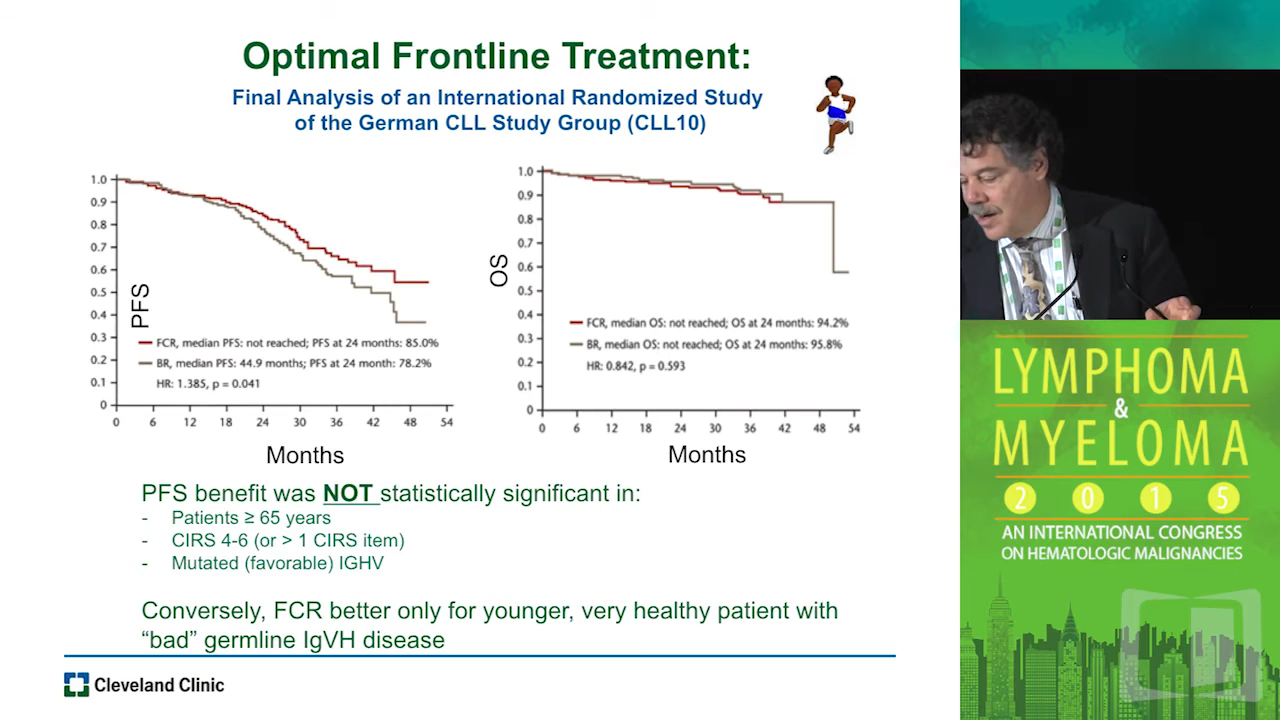 Optimal Frontline Treatment:
Final Analysis of an International Randomized Study
of the German CLL Study Group (CLL10)
1.0
0.9
0.8
0.7
0.6
0.5
0.4
0.3
0.2
0.1
0
PFS
FCR, median PFS: not reached; PFS at 24 months: 85.0%
BR, median PFS: 44.9 months; PFS at 24 month: 78.2%
HR: 1.385, p = 0.041
0 6 12 18 24 30 36 42 48 54
Months
1.0
0.9
0.8
0.7
0.6
0.5
0.4
0.3
0.2
0.1
0
OS
FCR, median OS: not reached; OS at 24 months: 94.2%
BR, median OS: not reached; OS at 24 months: 95.8%
HR: 0.842, p = 0.593
0 6 12 18 24 30 36 42 48 54
Months
PFS benefit was NOT statistically significant in:
- Patients ≥ 65 years
- CIRS 4-6 (or > 1 CIRS item)
- Mutated (favorable) IGHV
Conversely, FCR better only for younger, very healthy patient with
“bad” germline IgVH disease
Cleveland Clinic
LYMPHOMA
&
MYELOMA
2015
AN INTERNATIONAL CONGRESS
ON HEMATOLOGIC MALIGNANCIES